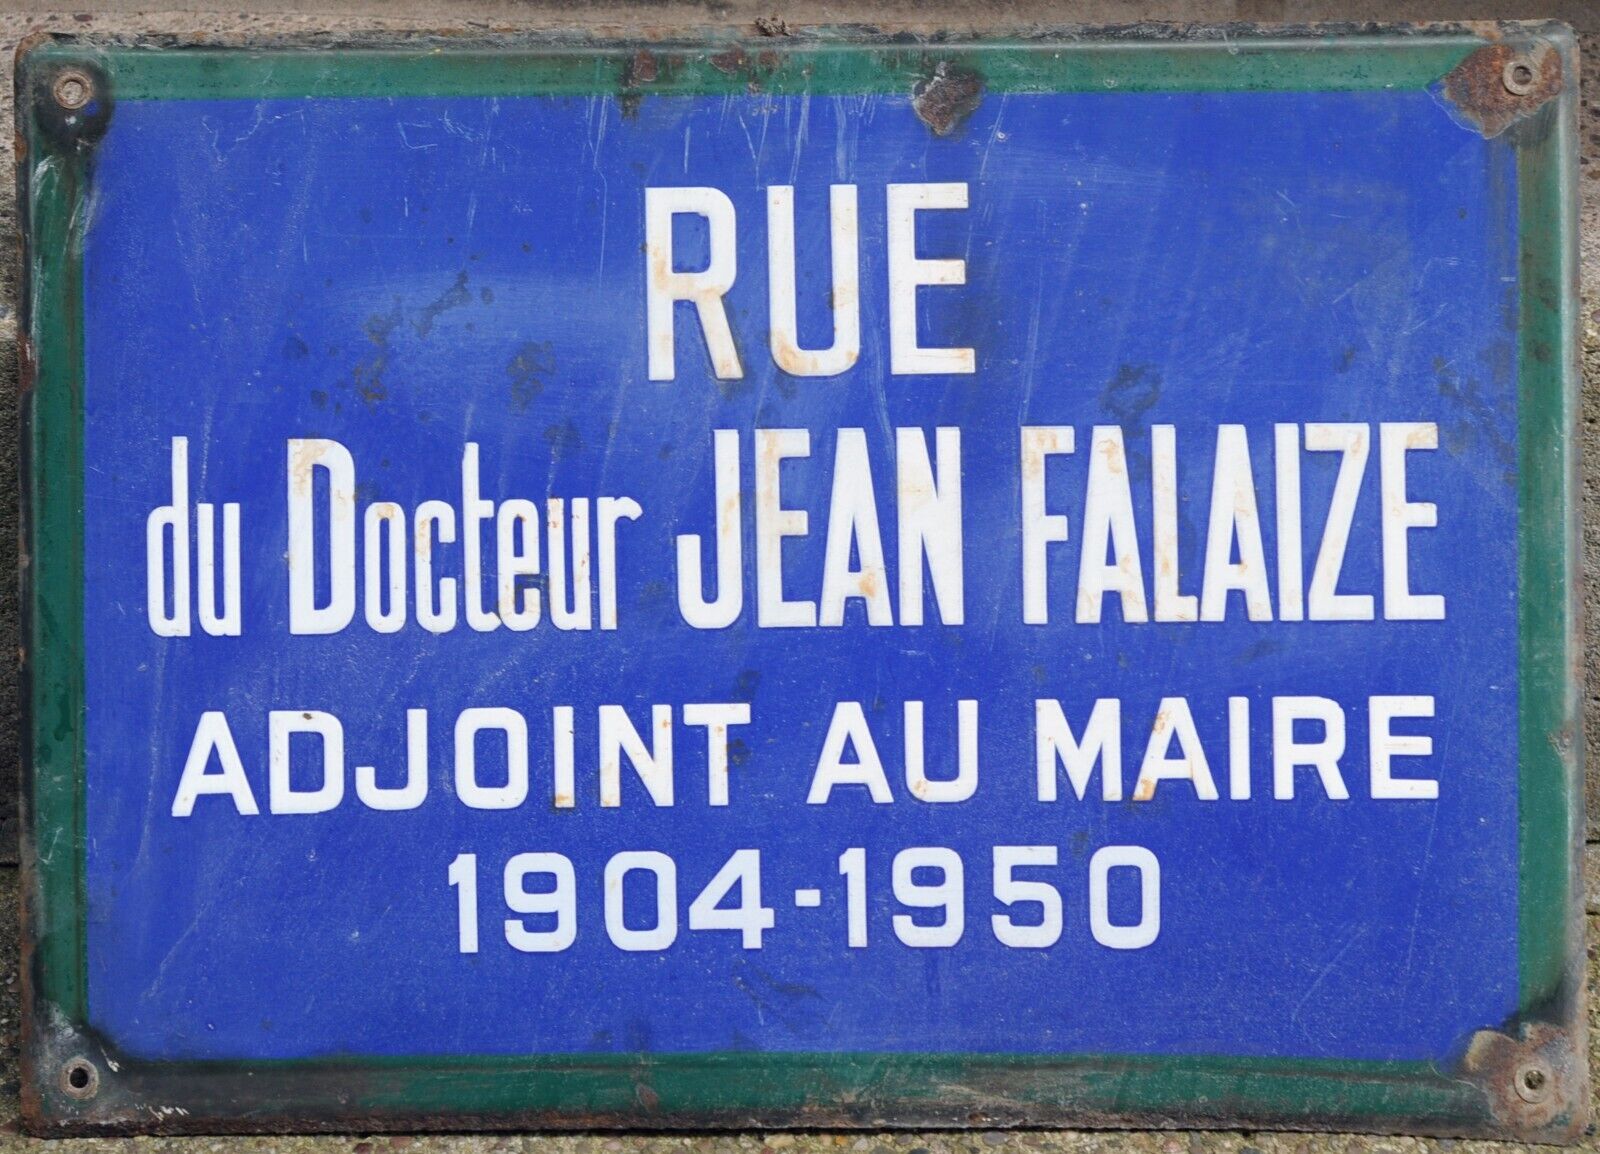 RUE
du Docteur JEAN FALAIZE
ADJOINT AU MAIRE
1904-1950